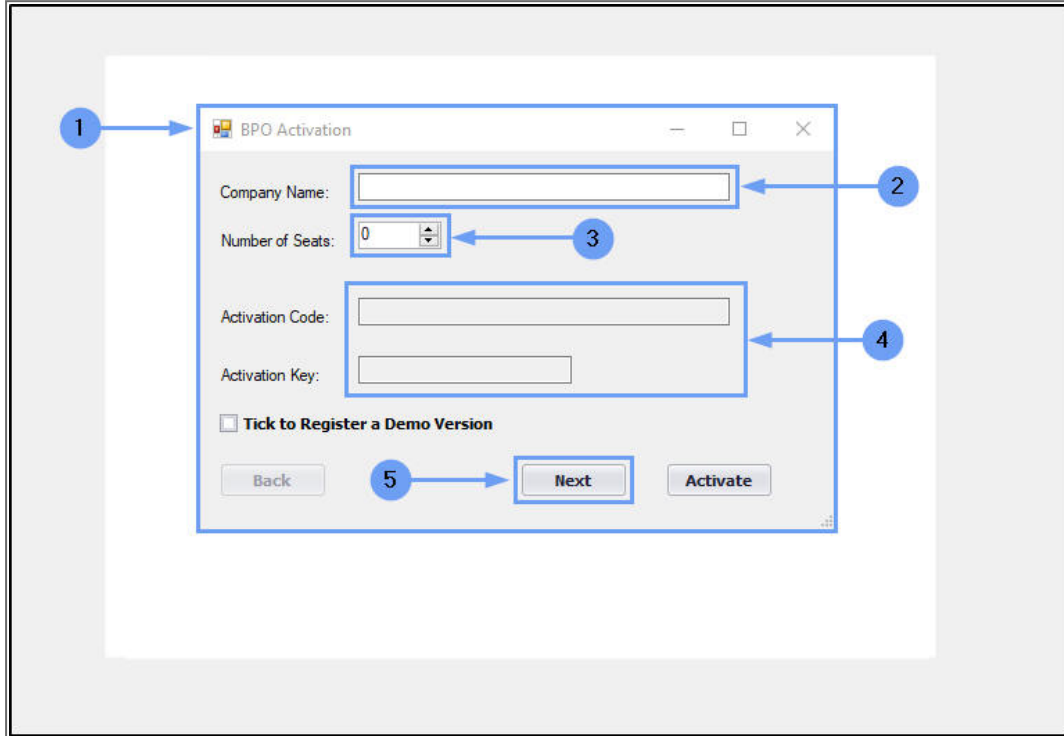 1
BPO Activation
Company Name:
2
Number of Seats: 0
3
Activation Code:
4
Activation Key:
Tick to Register a Demo Version
Back
5
Next
Activate